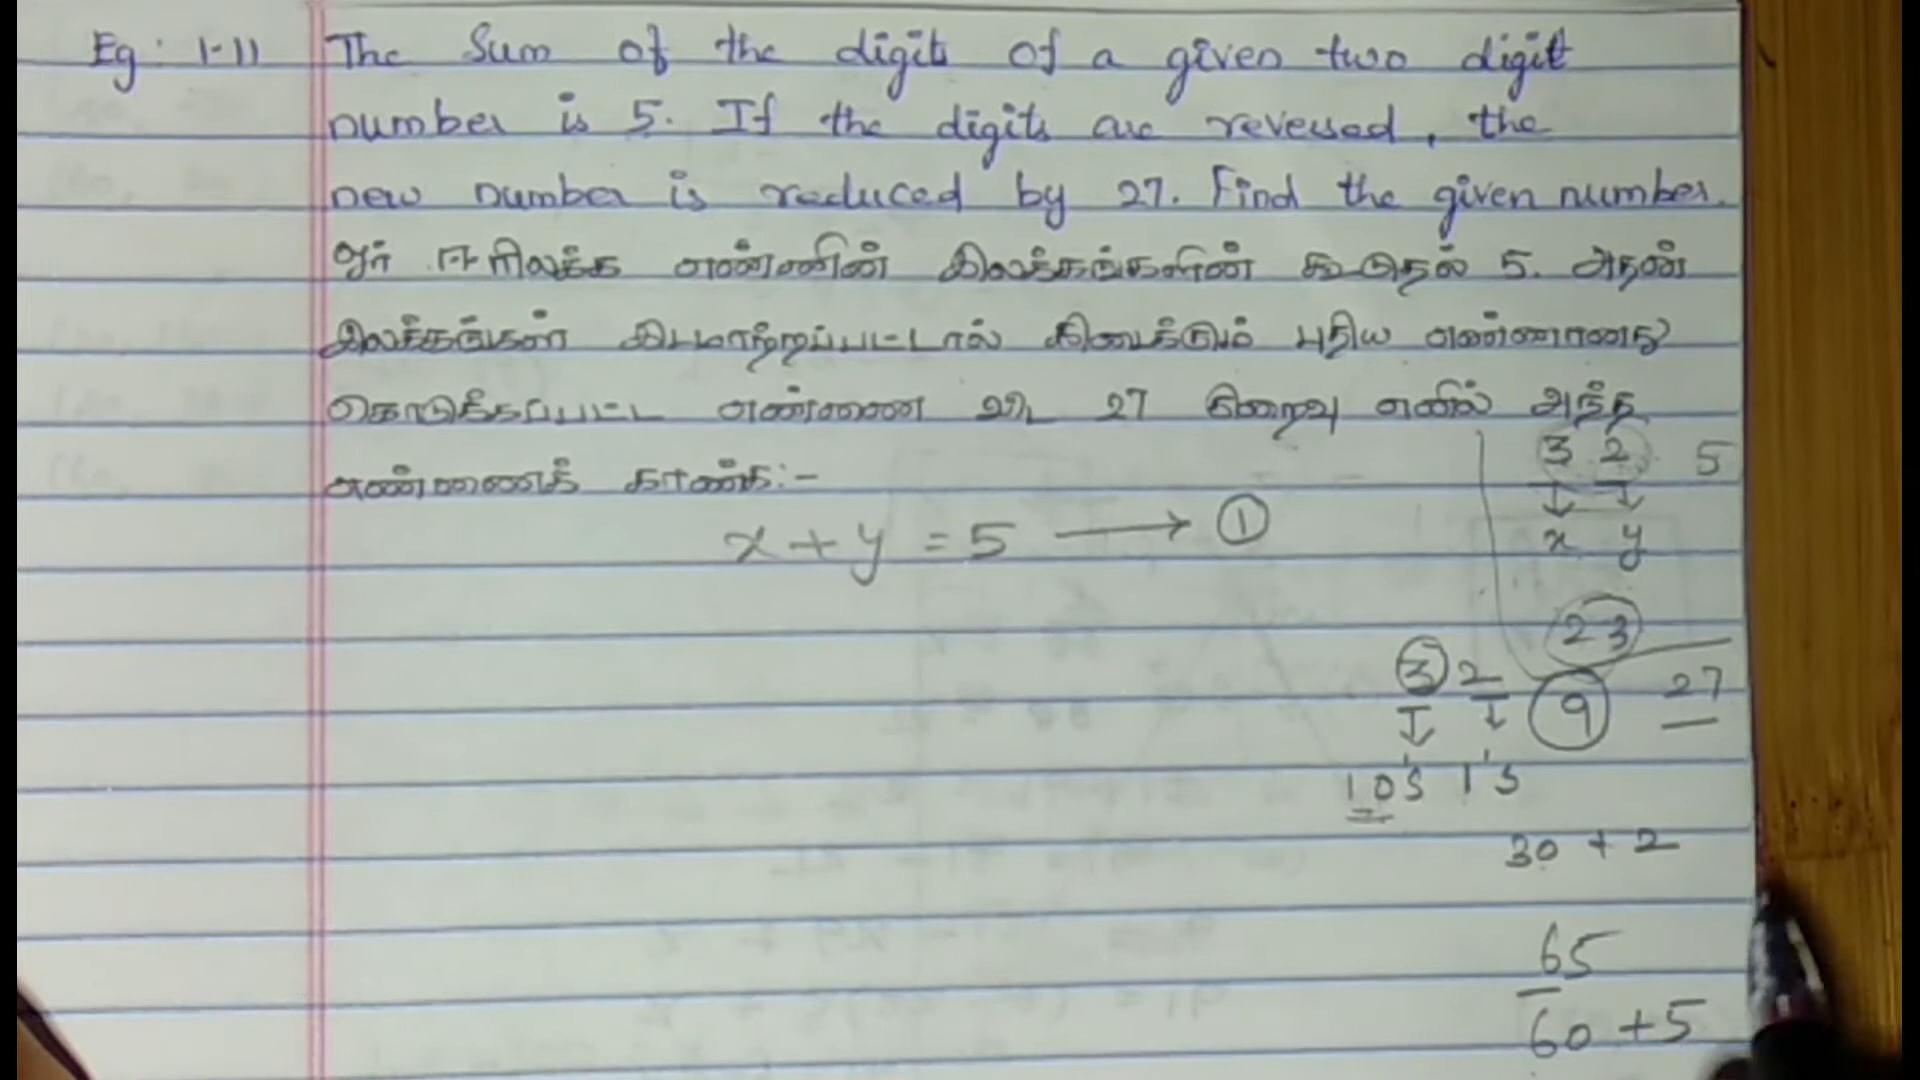 Eg: 1-11 The Sum of the digits of a given two digit
number is 5. If the digits are reversed, the
new number is reduced by 27. Find the given number.
ஓர் ஈரிலக்க எண்ணின் இலக்கங்களின் கூடுதல் 5. அதன்
இலக்கங்கள் இடமாற்றப்பட்டால் கிடைக்கும் புதிய எண்ணானது
கொடுக்கப்பட்ட எண்ணை விட 27 குறைவு எனில் அந்த
எண்ணைக் காண்க:-
3 2 5
x + y = 5 → ①
x y
23
3 2 9 27
10's 1's
30 + 2
65
60 + 5